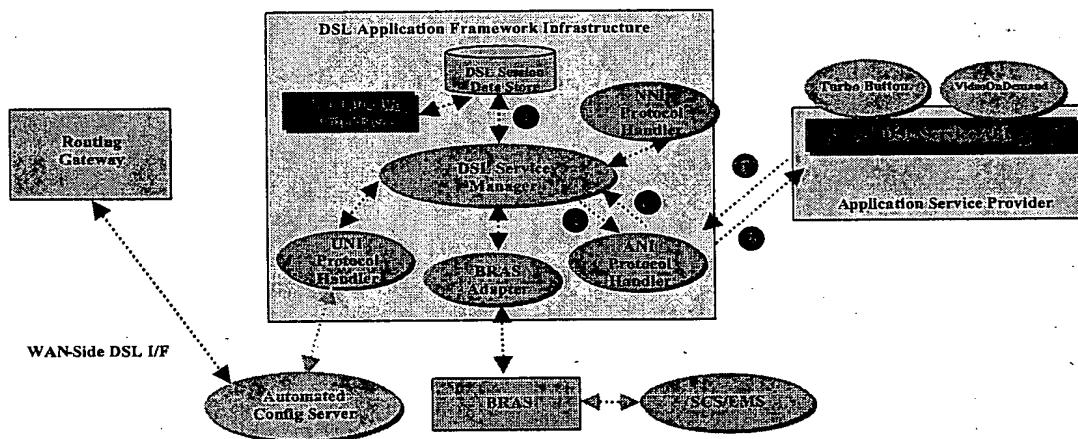 DSL Application Framework Infrastructure
DSL Session
Data Store
NNI
Protocol
Handler
Turbo Button
VideoOnDemand
Routing
Gateway
DSL Service
Manager
Application Service Provider
UNI
Protocol
Handler
BRAS
Adapter
ANI
Protocol
Handler
WAN-Side DSL I/F
Automated
Config Server
BRAS
SCS/EMS